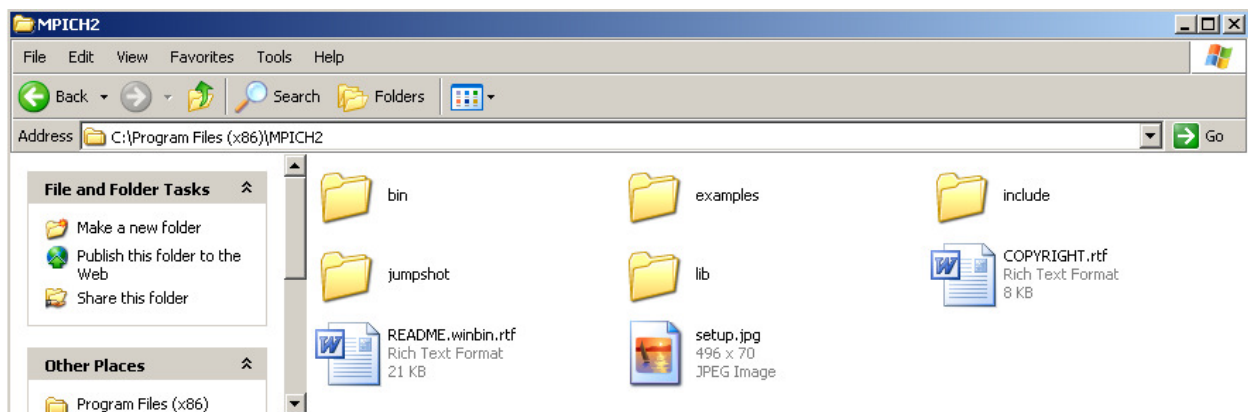 MPICH2
File Edit View Favorites Tools Help
Back Search Folders
Address C:\Program Files (x86)\MPICH2 Go
File and Folder Tasks
Make a new folder
Publish this folder to the
Web
Share this folder
Other Places
Program Files (x86)
bin
examples
include
jumpshot
lib
COPYRIGHT.rtf
Rich Text Format
8 KB
README.winbin.rtf
Rich Text Format
21 KB
setup.jpg
496 x 70
JPEG Image